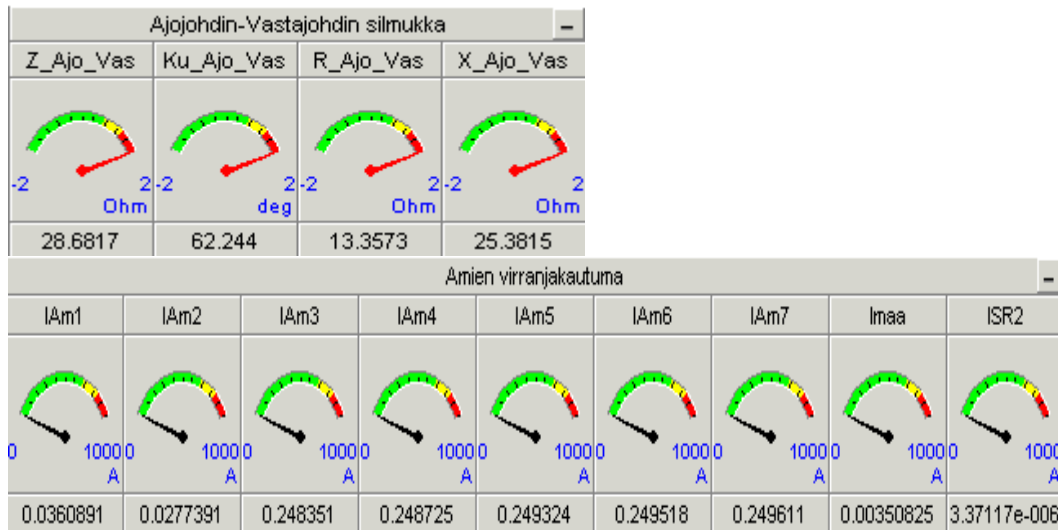 Ajojohdin-Vastajohdin silmukka
Z_Ajo_Vas Ku_Ajo_Vas R_Ajo_Vas X_Ajo_Vas
-2 2 -2 2 -2 2 -2 2
Ohm deg Ohm Ohm
28.6817 62.244 13.3573 25.3815
Amien virranjakautuma
IAm1 IAm2 IAm3 IAm4 IAm5 IAm6 IAm7 Imaa ISR2
0 1000 0 1000 0 1000 0 1000 0 1000 0 1000 0 1000 0 1000 0 1000
A A A A A A A A A
0.0360891 0.0277391 0.248351 0.248725 0.249324 0.249518 0.249611 0.00350825 3.37117e-006